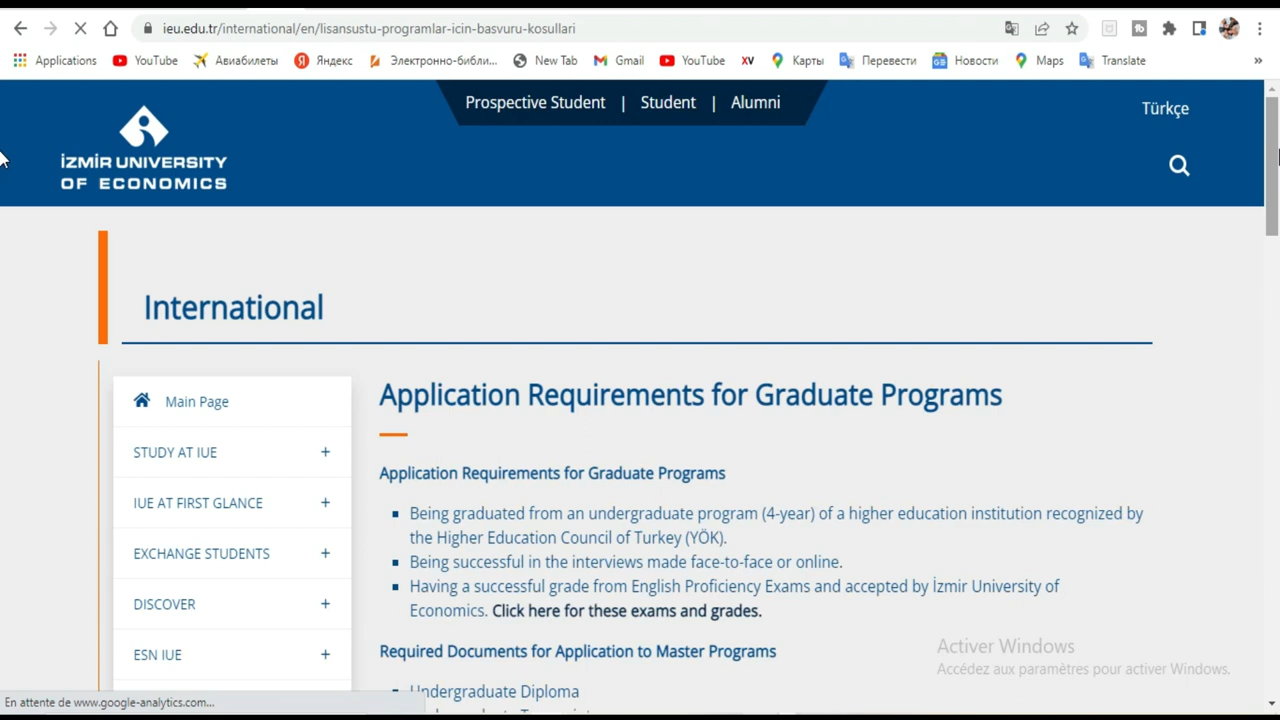 ieu.edu.tr/international/en/lisansustu-programlar-icin-basvuru-kosullari
Applications YouTube Авиабилеты Яндекс Электронно-библи... New Tab Gmail YouTube XV Карты Перевести Новости Maps Translate »
Prospective Student | Student | Alumni
Türkçe
İZMİR UNIVERSITY
OF ECONOMICS
International
Main Page
STUDY AT IUE +
IUE AT FIRST GLANCE +
EXCHANGE STUDENTS +
DISCOVER +
ESN IUE +
Application Requirements for Graduate Programs
Application Requirements for Graduate Programs
Being graduated from an undergraduate program (4-year) of a higher education institution recognized by
the Higher Education Council of Turkey (YÖK).
Being successful in the interviews made face-to-face or online.
Having a successful grade from English Proficiency Exams and accepted by İzmir University of
Economics. Click here for these exams and grades.
Required Documents for Application to Master Programs
Undergraduate Diploma
Activer Windows
Accédez aux paramètres pour activer Windows.
En attente de www.google-analytics.com...